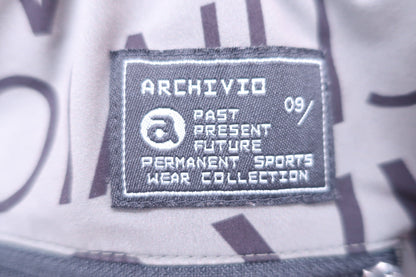 ARCHIVIO
09/
a PAST
PRESENT
FUTURE
PERMANENT SPORTS
WEAR COLLECTION